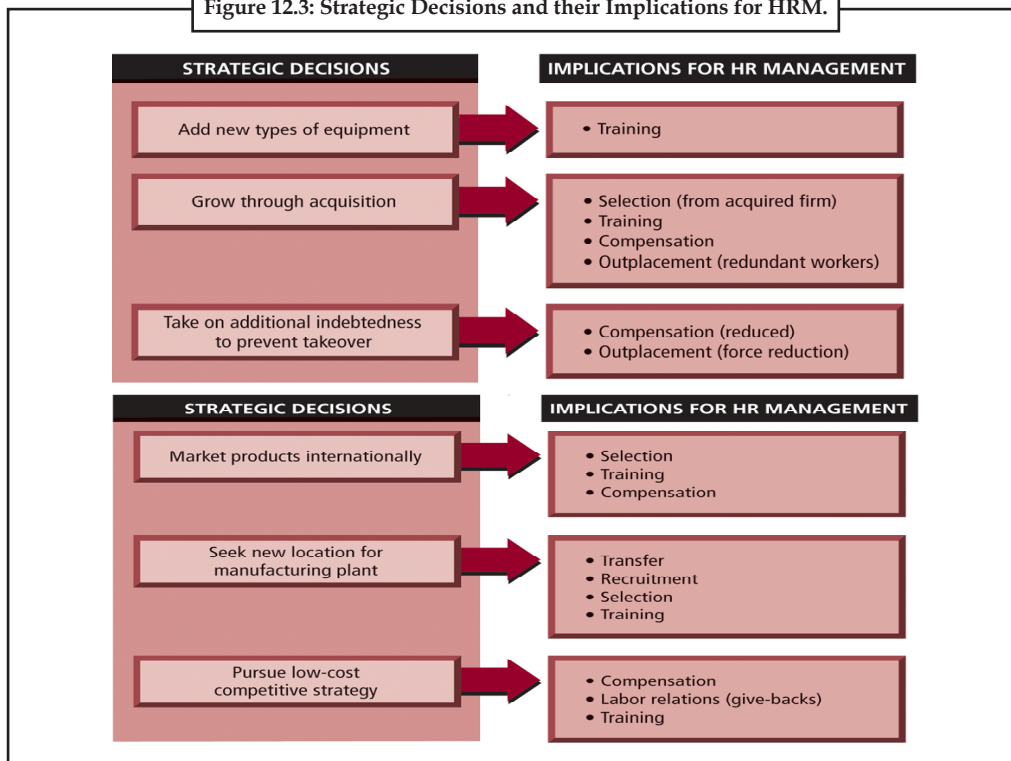 Figure 12.3: Strategic Decisions and their Implications for HRM.
STRATEGIC DECISIONS
IMPLICATIONS FOR HR MANAGEMENT
Add new types of equipment
• Training
Grow through acquisition
• Selection (from acquired firm)
• Training
• Compensation
• Outplacement (redundant workers)
Take on additional indebtedness
to prevent takeover
• Compensation (reduced)
• Outplacement (force reduction)
STRATEGIC DECISIONS
IMPLICATIONS FOR HR MANAGEMENT
Market products internationally
• Selection
• Training
• Compensation
Seek new location for
manufacturing plant
• Transfer
• Recruitment
• Selection
• Training
Pursue low-cost
competitive strategy
• Compensation
• Labor relations (give-backs)
• Training